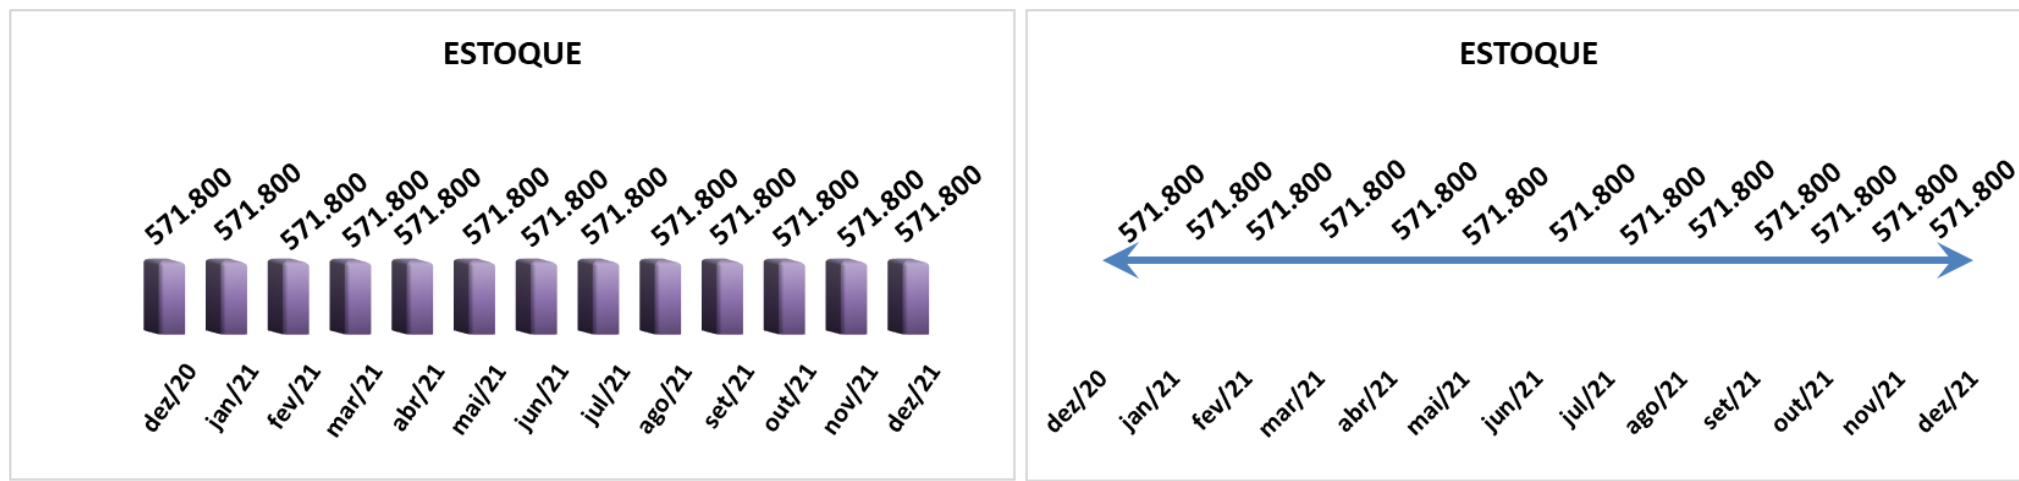 ESTOQUE
571.800 571.800 571.800 571.800 571.800 571.800 571.800 571.800 571.800 571.800 571.800 571.800 571.800
dez/20 jan/21 fev/21 mar/21 abr/21 mai/21 jun/21 jul/21 ago/21 set/21 out/21 nov/21 dez/21
ESTOQUE
571.800 571.800 571.800 571.800 571.800 571.800 571.800 571.800 571.800 571.800 571.800 571.800 571.800
dez/20 jan/21 fev/21 mar/21 abr/21 mai/21 jun/21 jul/21 ago/21 set/21 out/21 nov/21 dez/21